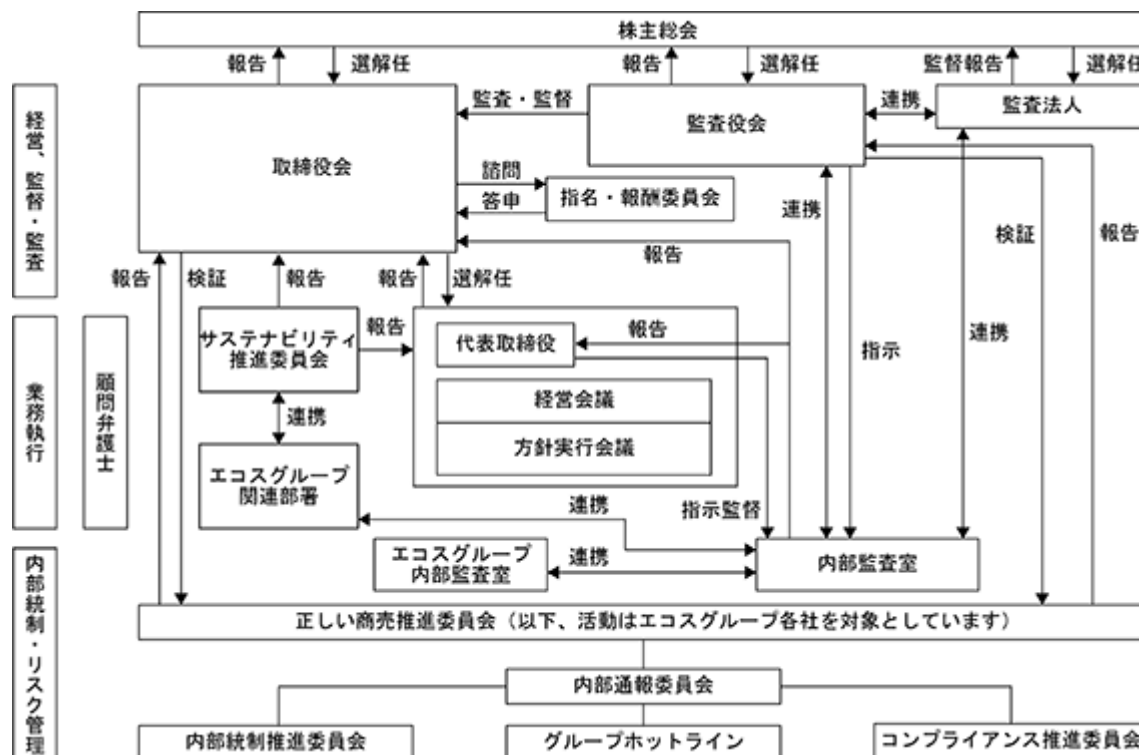 株主総会
報告
選解任
報告
選解任
監督報告
選解任
経営、監督・監査
取締役会
監査・監督
監査役会
連携
監査法人
諮問
答申
指名・報酬委員会
連携
検証
報告
報告
報告
検証
報告
報告
選解任
業務執行
顧問弁護士
サステナビリティ
推進委員会
報告
代表取締役
報告
指示
連携
経営会議
方針実行会議
連携
エコスグループ
関連部署
連携
指示監督
エコスグループ
内部監査室
連携
内部監査室
内部統制・リスク管理
正しい商売推進委員会（以下、活動はエコスグループ各社を対象としています）
内部通報委員会
内部統制推進委員会
グループホットライン
コンプライアンス推進委員会